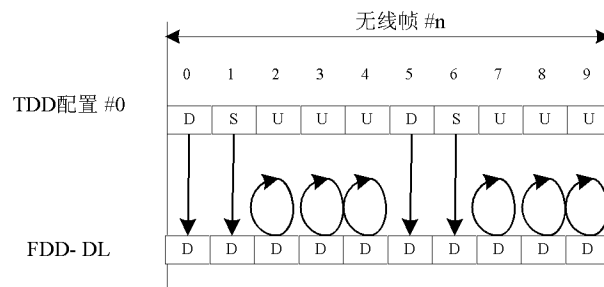 无线帧 #n
0 1 2 3 4 5 6 7 8 9
TDD配置 #0
D S U U U D S U U U
FDD- DL
D D D D D D D D D D